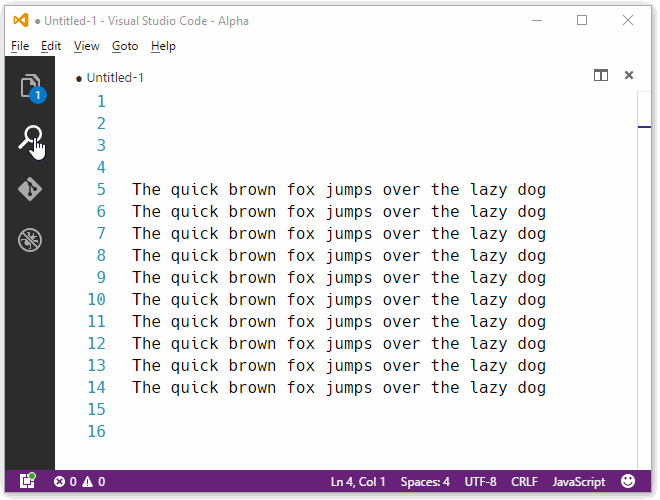 ● Untitled-1 - Visual Studio Code - Alpha
File Edit View Goto Help
1
● Untitled-1
1
2
3
4
5 The quick brown fox jumps over the lazy dog
6 The quick brown fox jumps over the lazy dog
7 The quick brown fox jumps over the lazy dog
8 The quick brown fox jumps over the lazy dog
9 The quick brown fox jumps over the lazy dog
10 The quick brown fox jumps over the lazy dog
11 The quick brown fox jumps over the lazy dog
12 The quick brown fox jumps over the lazy dog
13 The quick brown fox jumps over the lazy dog
14 The quick brown fox jumps over the lazy dog
15
16
0 0 Ln 4, Col 1 Spaces: 4 UTF-8 CRLF JavaScript